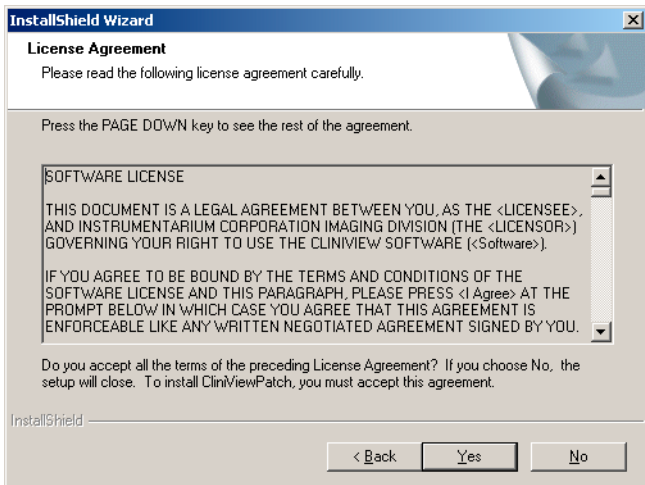 InstallShield Wizard
License Agreement
Please read the following license agreement carefully.
Press the PAGE DOWN key to see the rest of the agreement.
SOFTWARE LICENSE
THIS DOCUMENT IS A LEGAL AGREEMENT BETWEEN YOU, AS THE <LICENSEE>,
AND INSTRUMENTARIUM CORPORATION IMAGING DIVISION (THE <LICENSOR>)
GOVERNING YOUR RIGHT TO USE THE CLINIVIEW SOFTWARE (<Software>).
IF YOU AGREE TO BE BOUND BY THE TERMS AND CONDITIONS OF THE
SOFTWARE LICENSE AND THIS PARAGRAPH, PLEASE PRESS <I Agree> AT THE
PROMPT BELOW IN WHICH CASE YOU AGREE THAT THIS AGREEMENT IS
ENFORCEABLE LIKE ANY WRITTEN NEGOTIATED AGREEMENT SIGNED BY YOU.
Do you accept all the terms of the preceding License Agreement? If you choose No, the
setup will close. To install CliniViewPatch, you must accept this agreement.
InstallShield
< Back Yes No